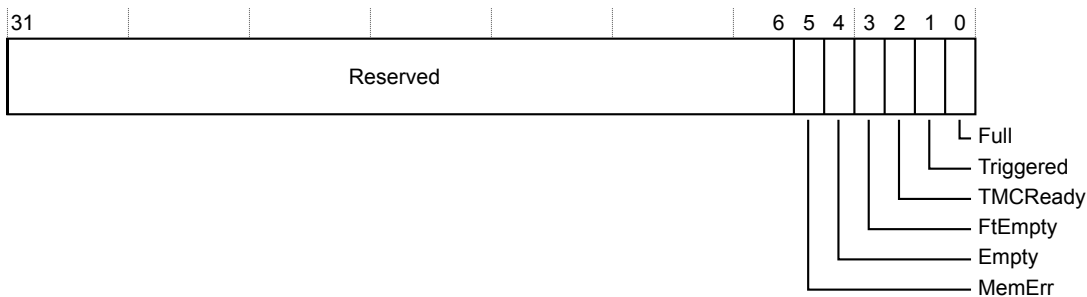 31 6 5 4 3 2 1 0
Reserved
Full
Triggered
TMCReady
FtEmpty
Empty
MemErr